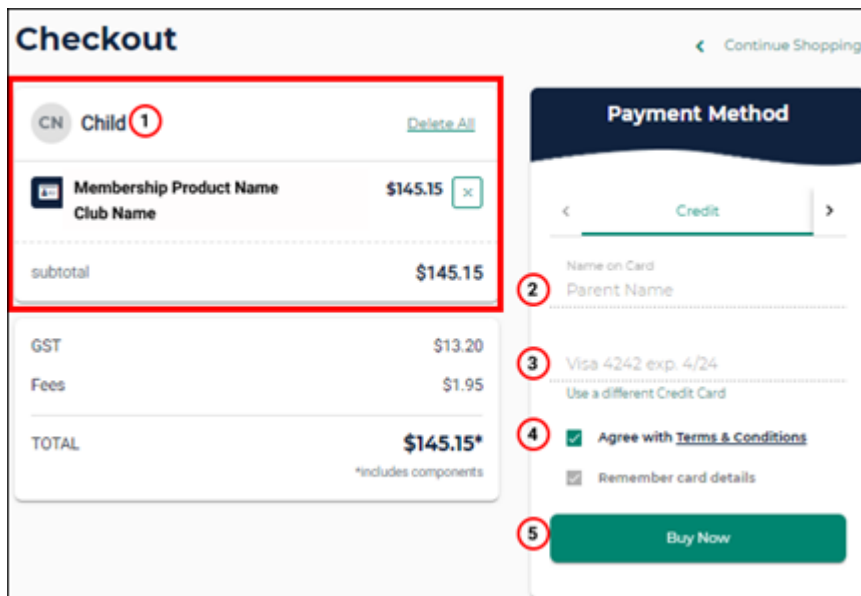 Checkout
Continue Shopping
CN Child 1 Delete All
Membership Product Name $145.15 ×
Club Name
subtotal $145.15
GST $13.20
Fees $1.95
TOTAL $145.15*
*includes components
Payment Method
Credit
Name on Card
2 Parent Name
3 Visa 4242 exp. 4/24
Use a different Credit Card
4 Agree with Terms & Conditions
Remember card details
5 Buy Now